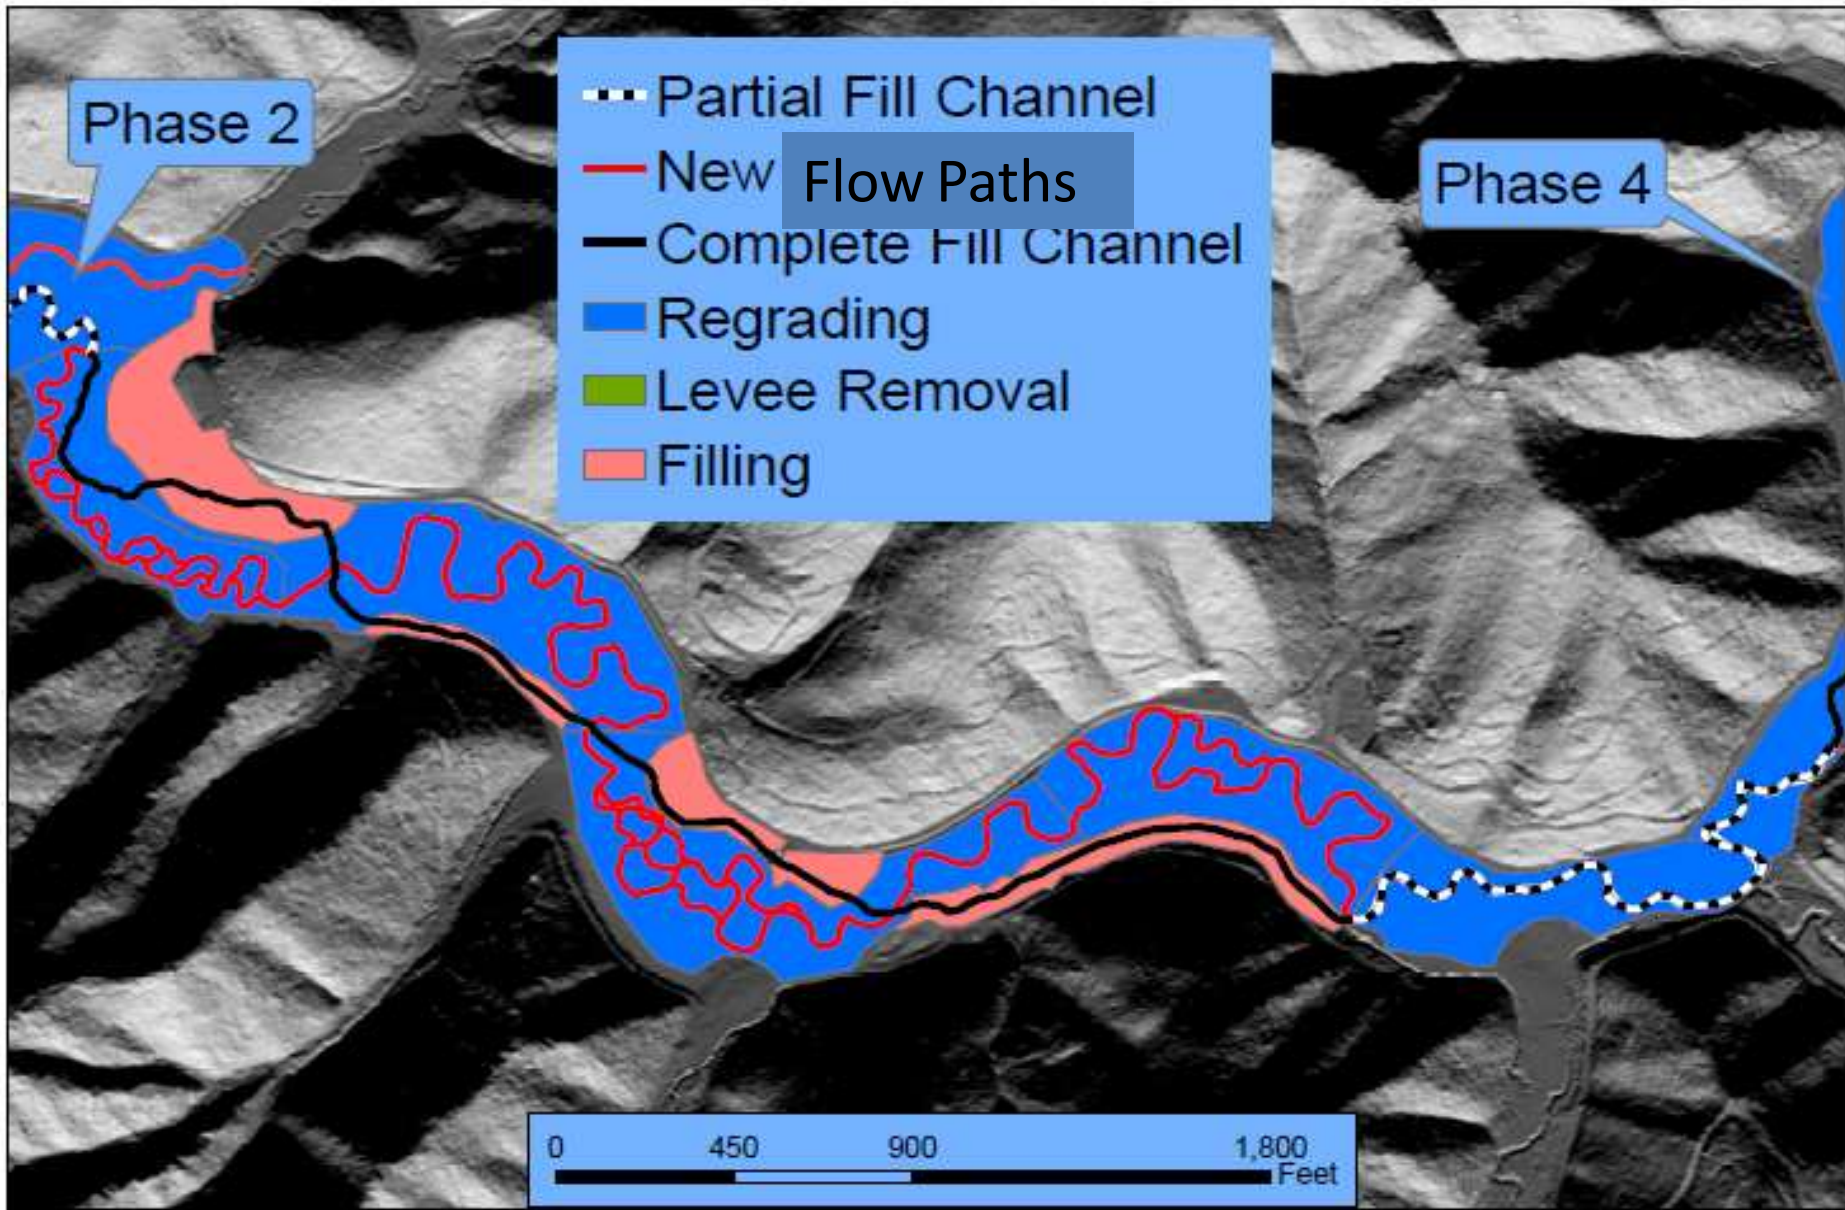 Phase 2
Partial Fill Channel
New Flow Paths
Complete Fill Channel
Regrading
Levee Removal
Filling
Phase 4
0 450 900 1,800
Feet